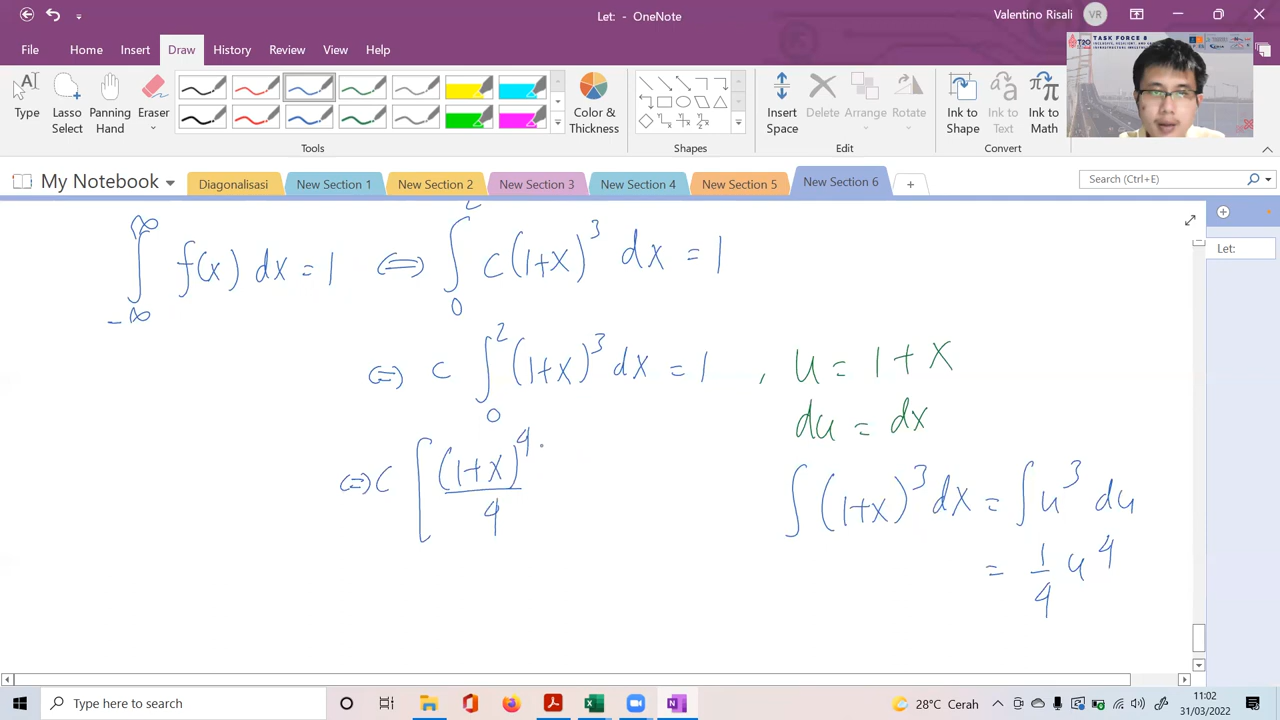 Let: - OneNote
Valentino Risali VR
TASK FORCE 8
File Home Insert Draw History Review View Help
Type
Lasso Select
Panning Hand
Eraser
Color & Thickness
Insert Space
Delete
Arrange
Rotate
Ink to Shape
Ink to Text
Ink to Math
Tools
Shapes
Edit
Convert
My Notebook
Diagonalisasi New Section 1 New Section 2 New Section 3 New Section 4 New Section 5 New Section 6
Search (Ctrl+E)
Let:
∫_{-∞}^{∞} f(x) dx = 1 ⇔ ∫_0^2 c(1+x)^3 dx = 1
⇔ c ∫_0^2 (1+x)^3 dx = 1 , u = 1 + x
du = dx
⇔ c [ (1+x)^4 / 4
∫ (1+x)^3 dx = ∫ u^3 du
= 1/4 u^4
Type here to search
28°C Cerah
11:02
31/03/2022